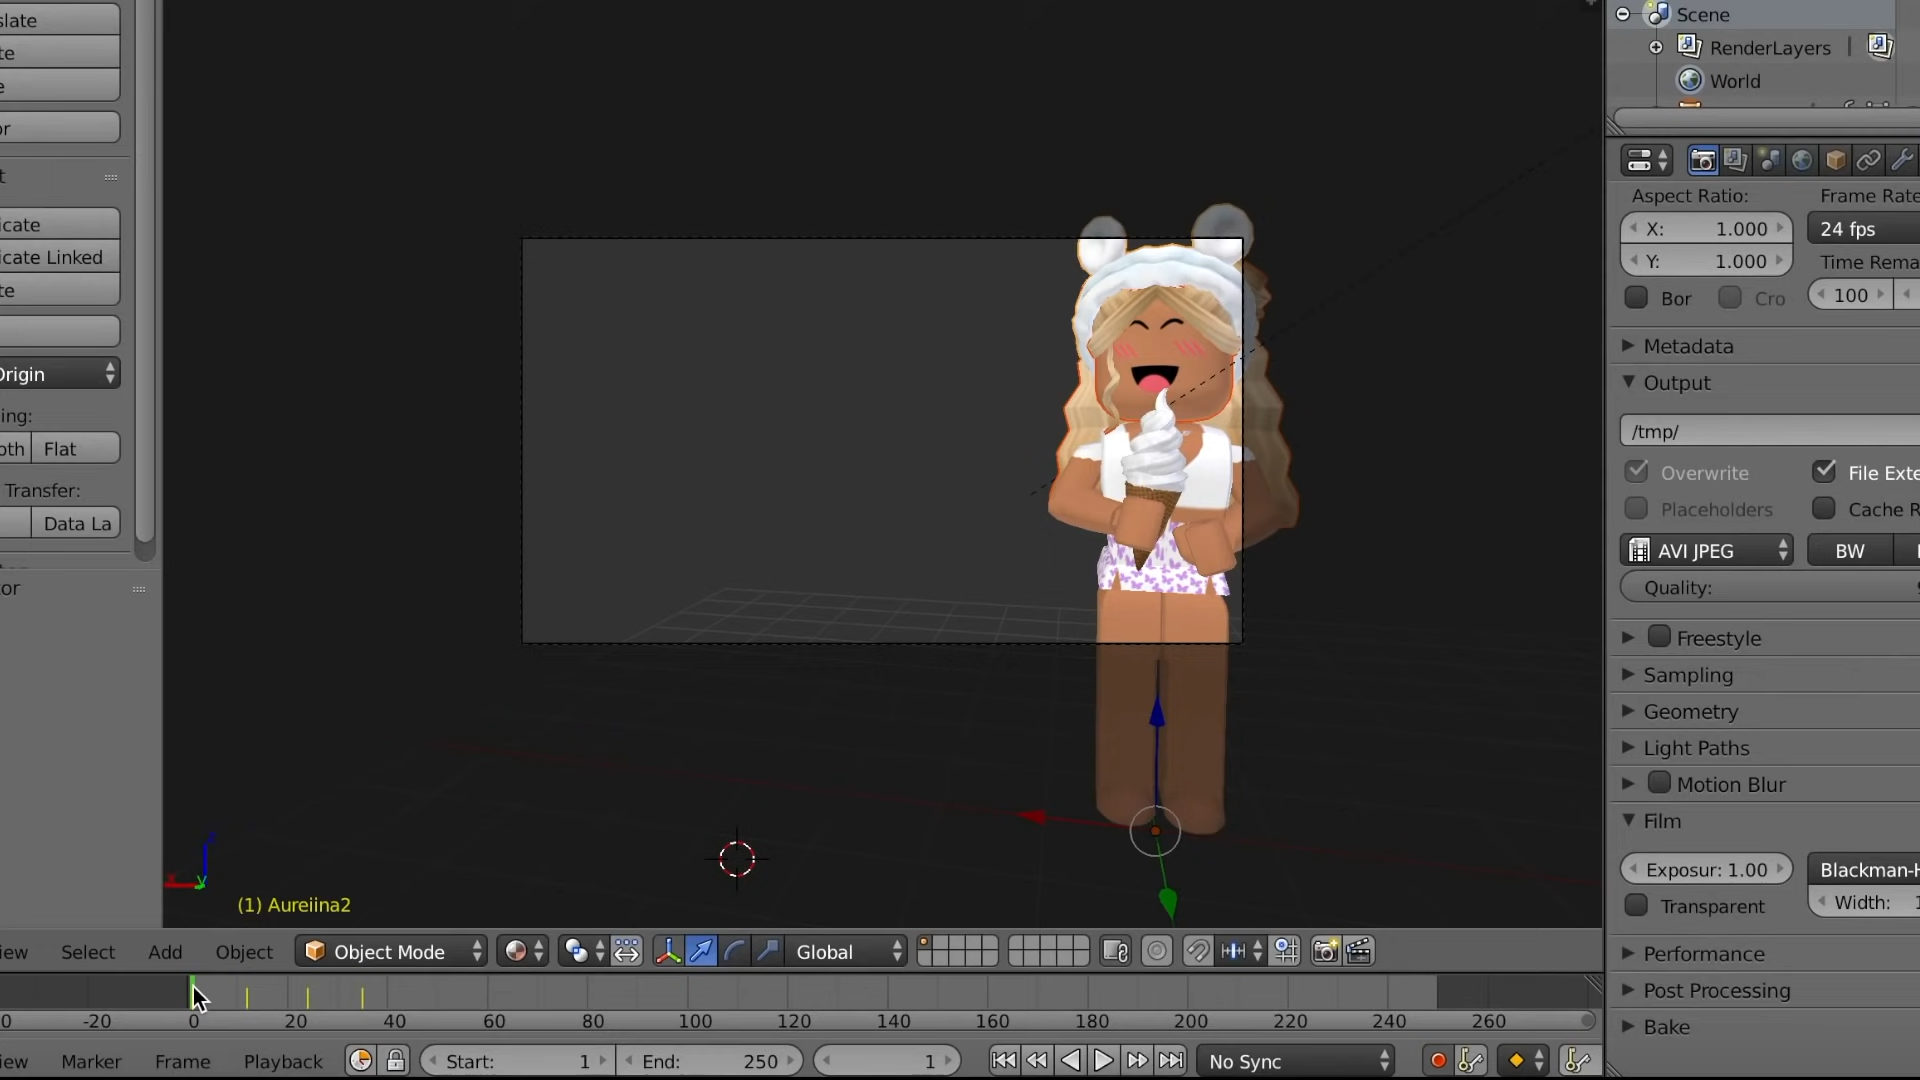 slate
te
e
or
t
icate
icate Linked
te
Origin
ing:
oth
Flat
Transfer:
Data La
or
Scene
RenderLayers
World
Aspect Ratio:
Frame Rate
X: 1.000
24 fps
Y: 1.000
Time Rema
Bor
Cro
100
Metadata
Output
/tmp/
Overwrite
File Exte
Placeholders
Cache R
AVI JPEG
BW
Quality:
Freestyle
Sampling
Geometry
Light Paths
Motion Blur
Film
Exposur: 1.00
Blackman-H
Transparent
Width: 1
Performance
Post Processing
Bake
x
y
(1) Aureiina2
iew
Select
Add
Object
Object Mode
Global
0 -20 0 20 40 60 80 100 120 140 160 180 200 220 240 260
iew
Marker
Frame
Playback
Start: 1
End: 250
1
No Sync